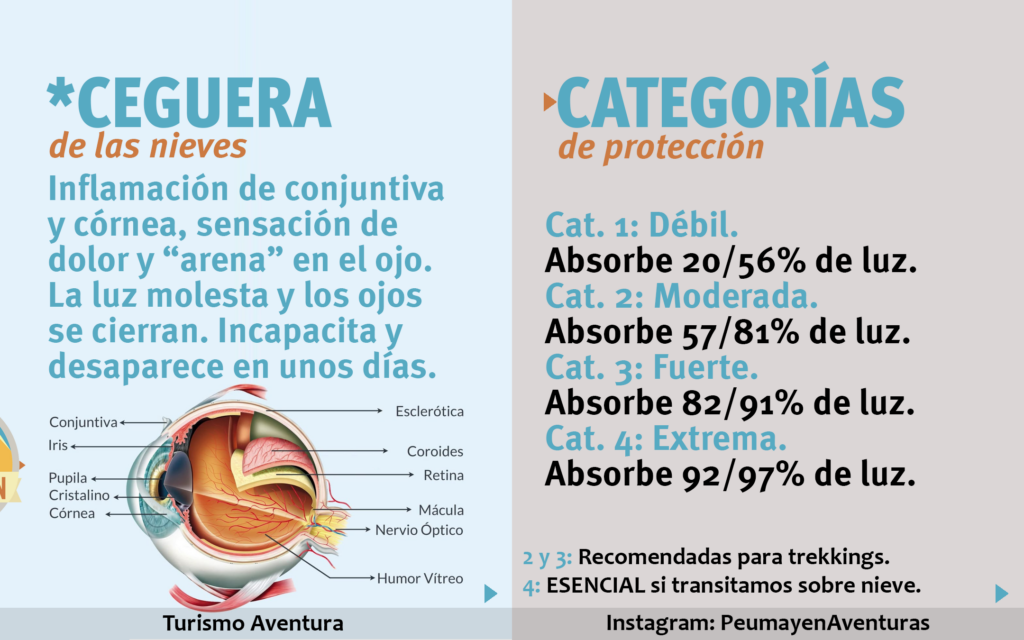 *CEGUERA
de las nieves
Inflamación de conjuntiva
y córnea, sensación de
dolor y “arena” en el ojo.
La luz molesta y los ojos
se cierran. Incapacita y
desaparece en unos días.
Conjuntiva
Iris
Pupila
Cristalino
Córnea
Esclerótica
Coroides
Retina
Mácula
Nervio Óptico
Humor Vítreo
Turismo Aventura
CATEGORÍAS
de protección
Cat. 1: Débil.
Absorbe 20/56% de luz.
Cat. 2: Moderada.
Absorbe 57/81% de luz.
Cat. 3: Fuerte.
Absorbe 82/91% de luz.
Cat. 4: Extrema.
Absorbe 92/97% de luz.
2 y 3: Recomendadas para trekkings.
4: ESENCIAL si transitamos sobre nieve.
Instagram: PeumayenAventuras